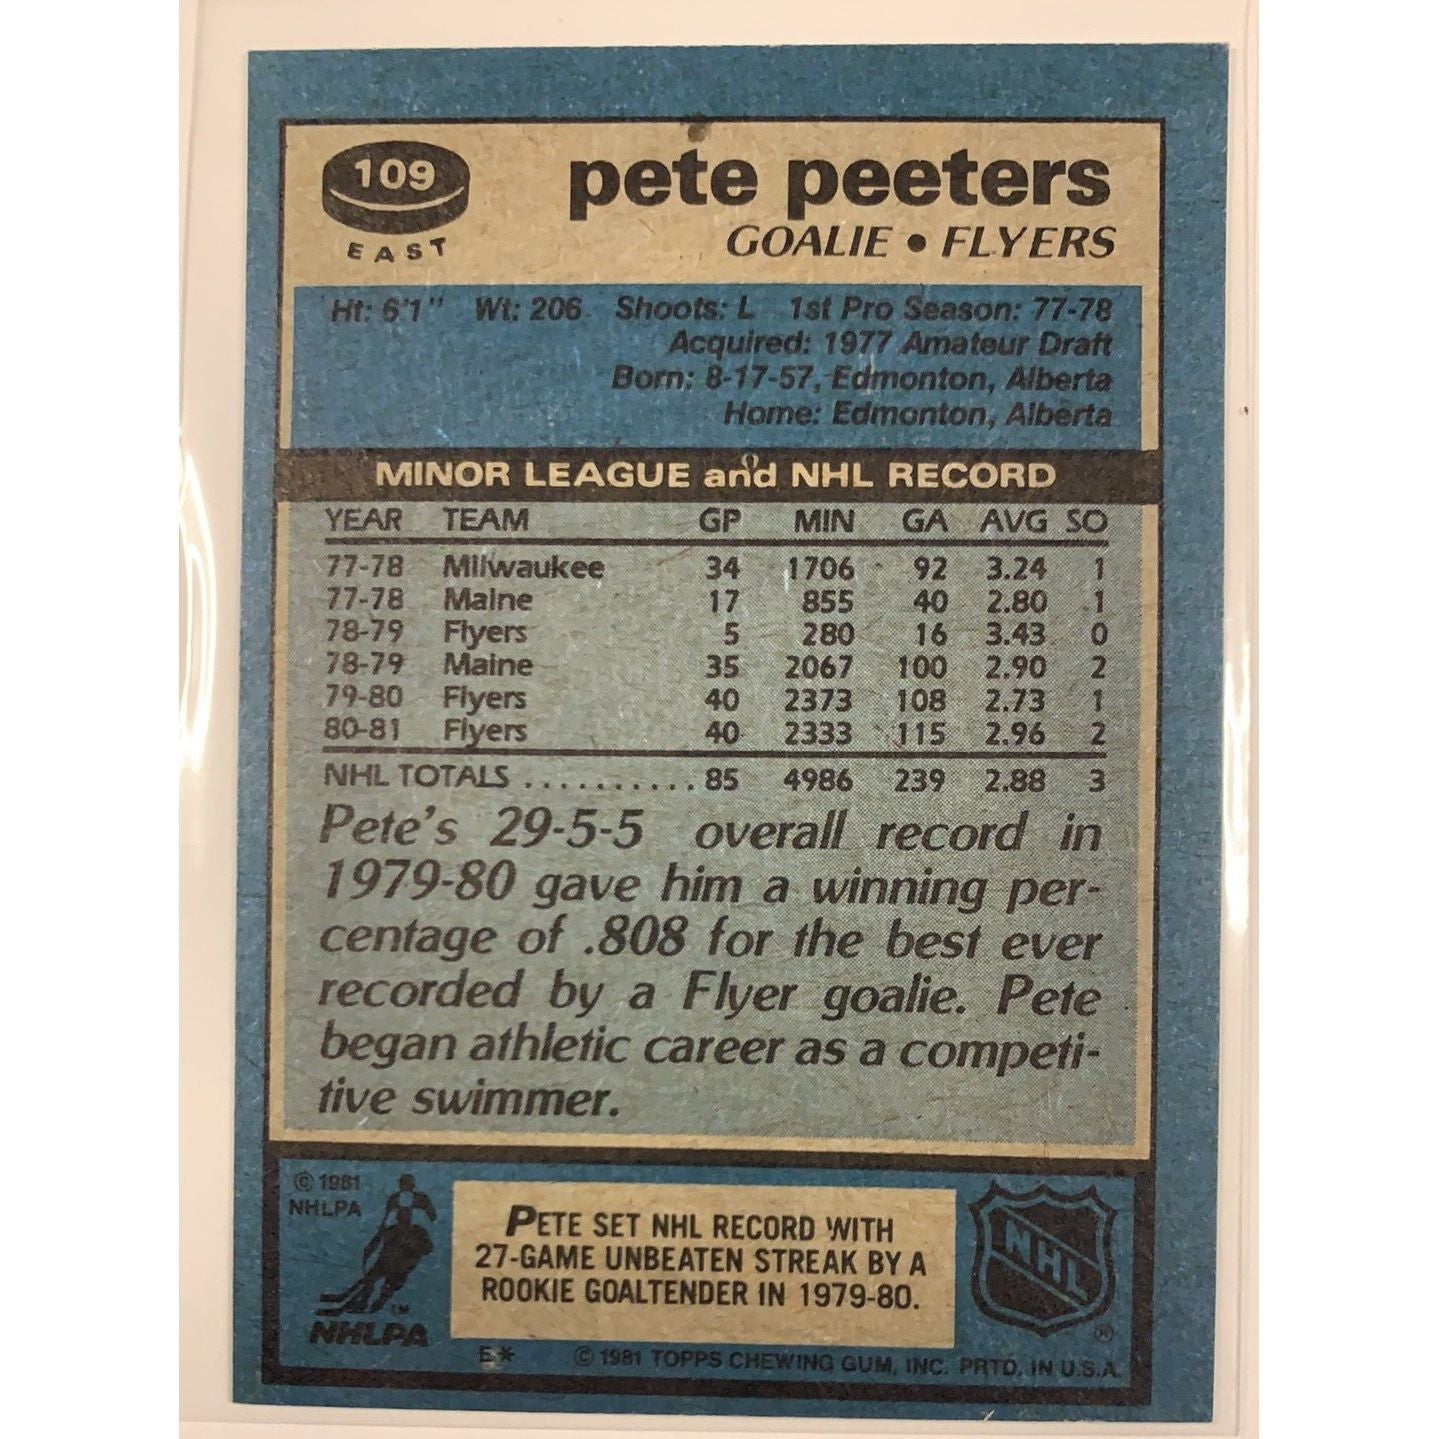 109
EAST
pete peeters
GOALIE • FLYERS
Ht: 6'1" Wt: 206 Shoots: L 1st Pro Season: 77-78
Acquired: 1977 Amateur Draft
Born: 8-17-57, Edmonton, Alberta
Home: Edmonton, Alberta
MINOR LEAGUE and NHL RECORD
YEAR TEAM GP MIN GA AVG SO
77-78 Milwaukee 34 1706 92 3.24 1
77-78 Maine 17 855 40 2.80 1
78-79 Flyers 5 280 16 3.43 0
78-79 Maine 35 2067 100 2.90 2
79-80 Flyers 40 2373 108 2.73 1
80-81 Flyers 40 2333 115 2.96 2
NHL TOTALS .......... 85 4986 239 2.88 3
Pete's 29-5-5 overall record in
1979-80 gave him a winning per-
centage of .808 for the best ever
recorded by a Flyer goalie. Pete
began athletic career as a competi-
tive swimmer.
© 1981
NHLPA
TM
NHLPA
PETE SET NHL RECORD WITH
27-GAME UNBEATEN STREAK BY A
ROOKIE GOALTENDER IN 1979-80.
NHL
®
E* © 1981 TOPPS CHEWING GUM, INC. PRTD. IN U.S.A.